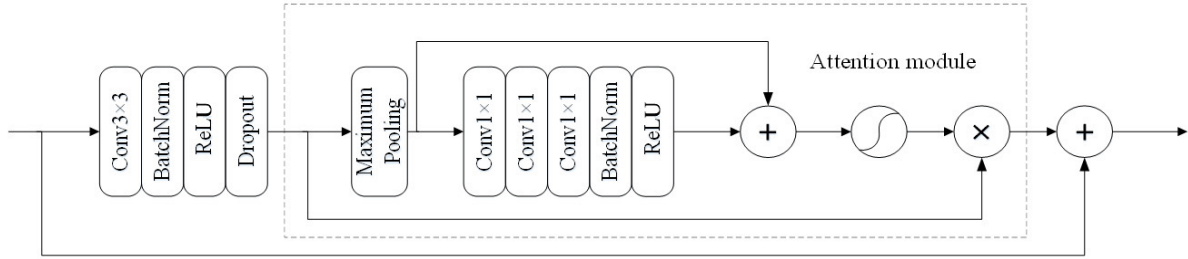 Attention module
Conv3×3
BatchNorm
ReLU
Dropout
Maximum
Pooling
Conv1×1
Conv1×1
Conv1×1
BatchNorm
ReLU
+
×
+